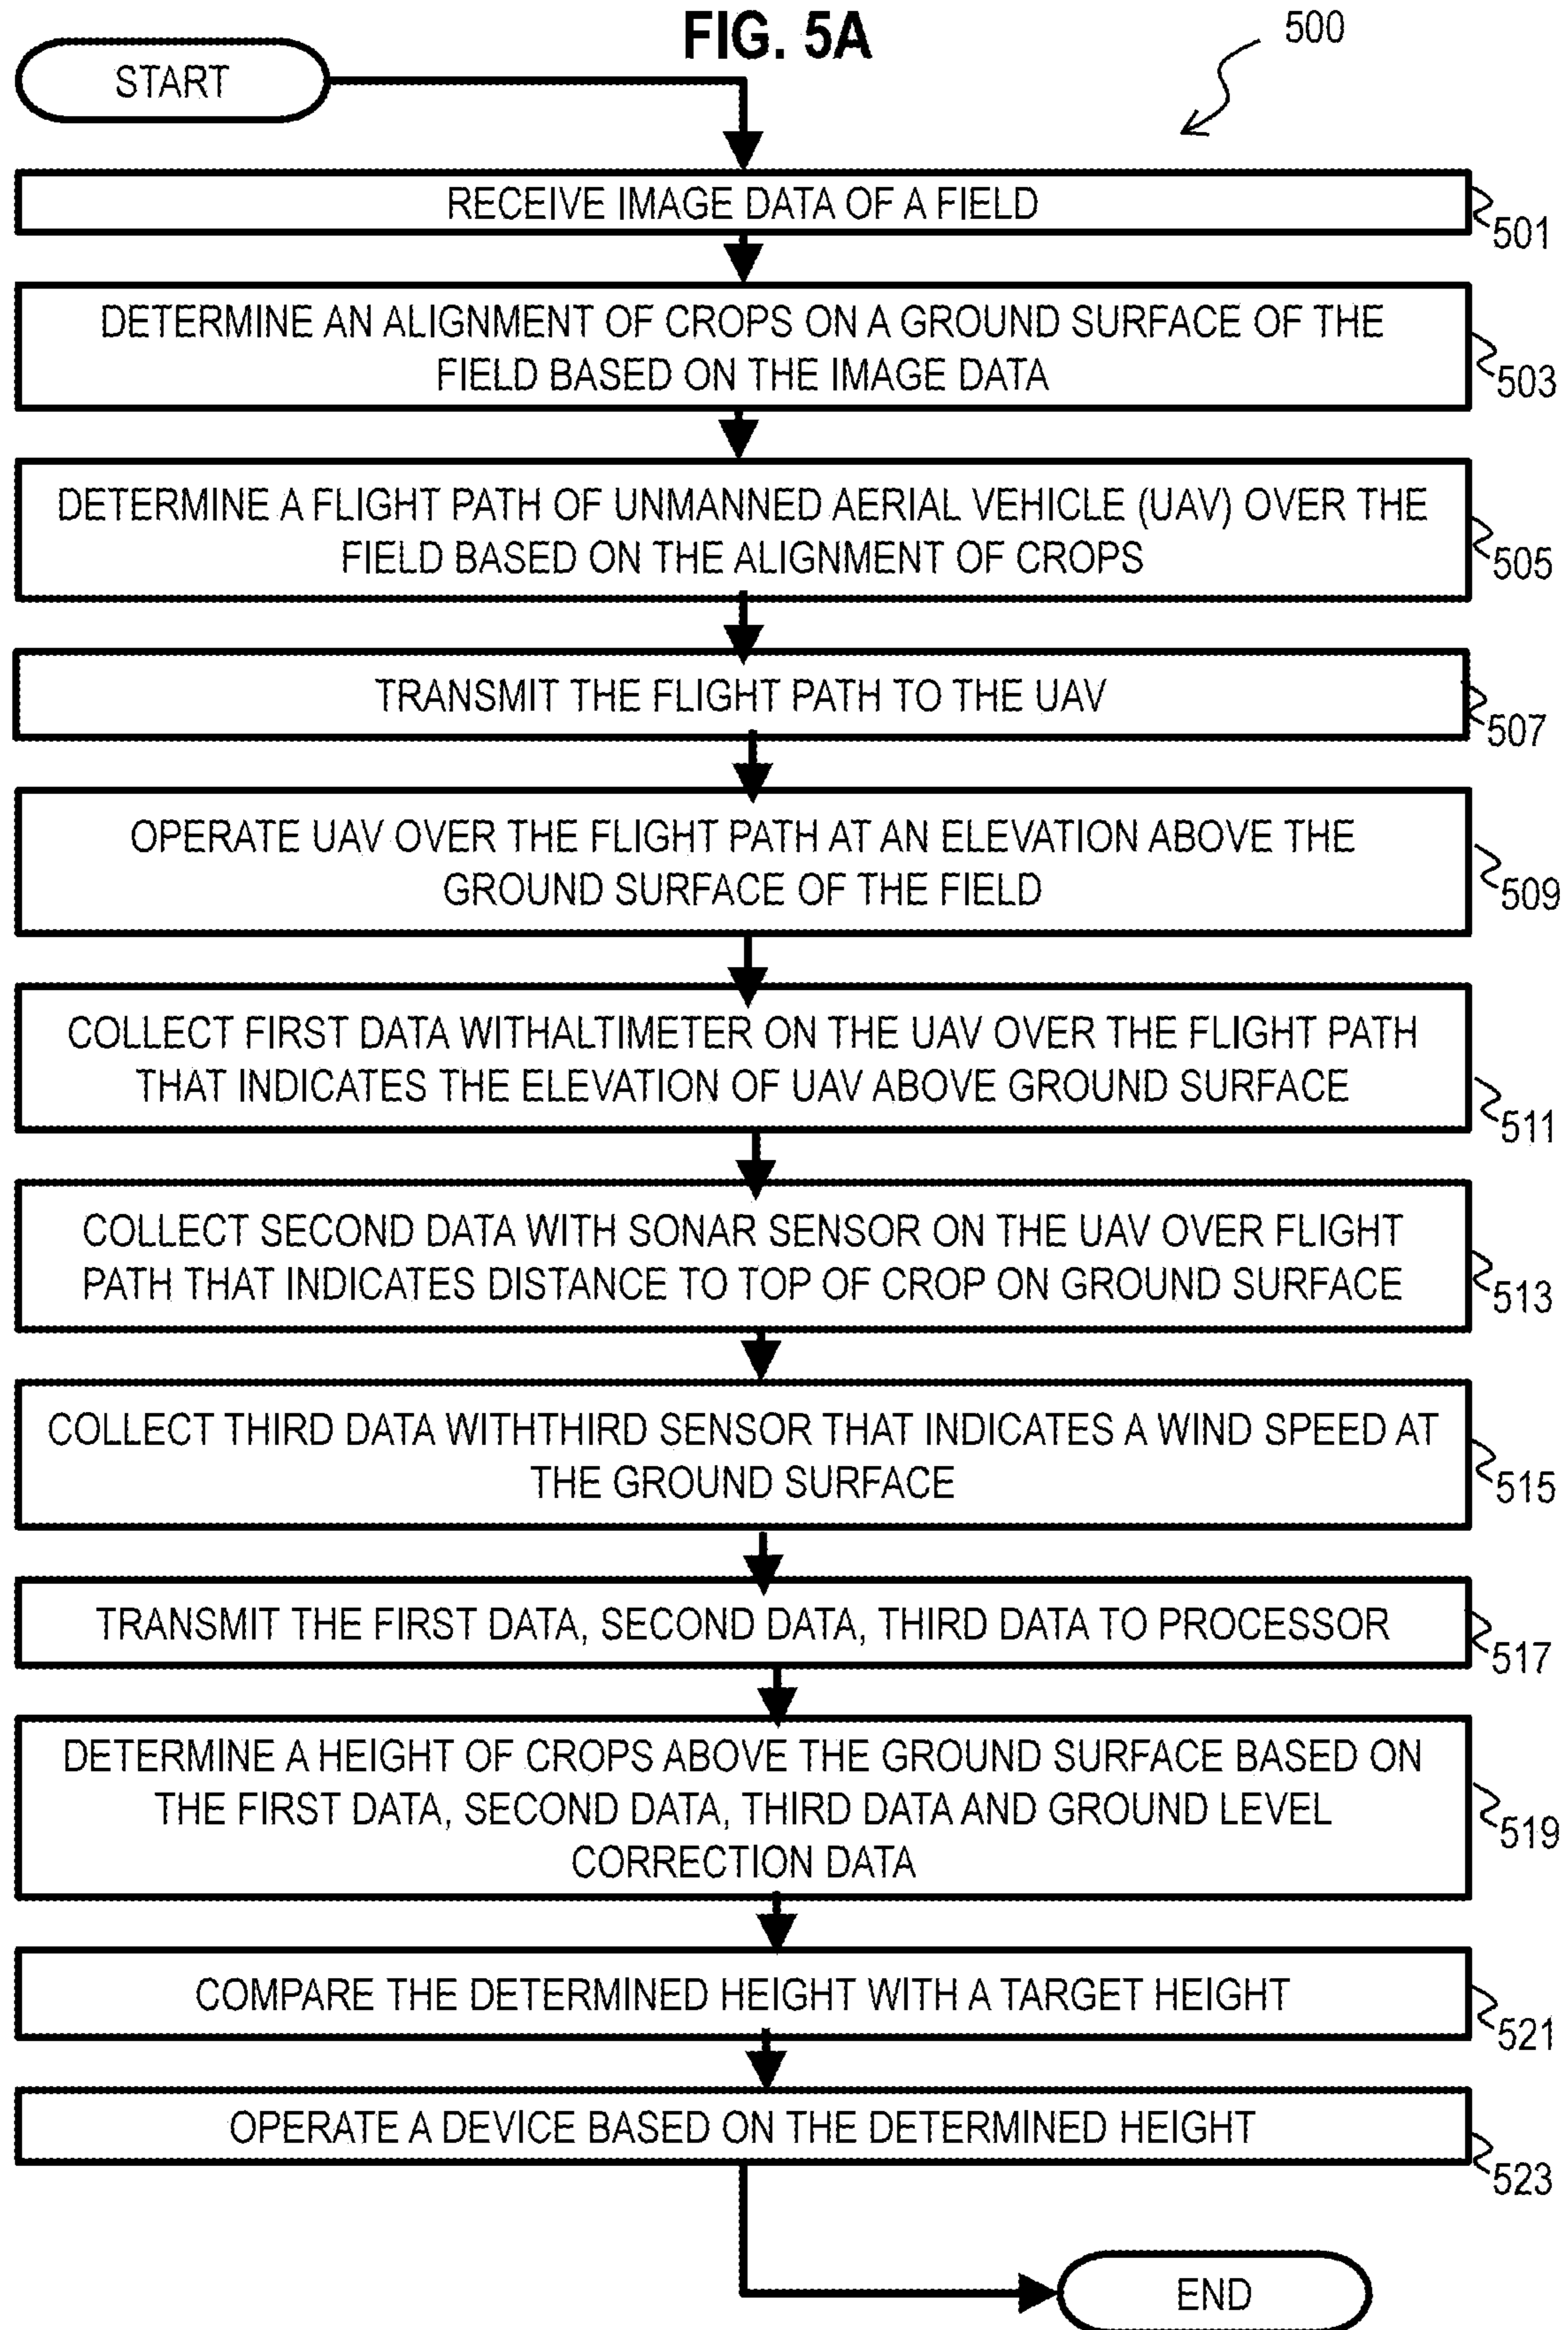 FIG. 5A
500
START
RECEIVE IMAGE DATA OF A FIELD
501
DETERMINE AN ALIGNMENT OF CROPS ON A GROUND SURFACE OF THE
FIELD BASED ON THE IMAGE DATA
503
DETERMINE A FLIGHT PATH OF UNMANNED AERIAL VEHICLE (UAV) OVER THE
FIELD BASED ON THE ALIGNMENT OF CROPS
505
TRANSMIT THE FLIGHT PATH TO THE UAV
507
OPERATE UAV OVER THE FLIGHT PATH AT AN ELEVATION ABOVE THE
GROUND SURFACE OF THE FIELD
509
COLLECT FIRST DATA WITHALTIMETER ON THE UAV OVER THE FLIGHT PATH
THAT INDICATES THE ELEVATION OF UAV ABOVE GROUND SURFACE
511
COLLECT SECOND DATA WITH SONAR SENSOR ON THE UAV OVER FLIGHT
PATH THAT INDICATES DISTANCE TO TOP OF CROP ON GROUND SURFACE
513
COLLECT THIRD DATA WITHTHIRD SENSOR THAT INDICATES A WIND SPEED AT
THE GROUND SURFACE
515
TRANSMIT THE FIRST DATA, SECOND DATA, THIRD DATA TO PROCESSOR
517
DETERMINE A HEIGHT OF CROPS ABOVE THE GROUND SURFACE BASED ON
THE FIRST DATA, SECOND DATA, THIRD DATA AND GROUND LEVEL
CORRECTION DATA
519
COMPARE THE DETERMINED HEIGHT WITH A TARGET HEIGHT
521
OPERATE A DEVICE BASED ON THE DETERMINED HEIGHT
523
END